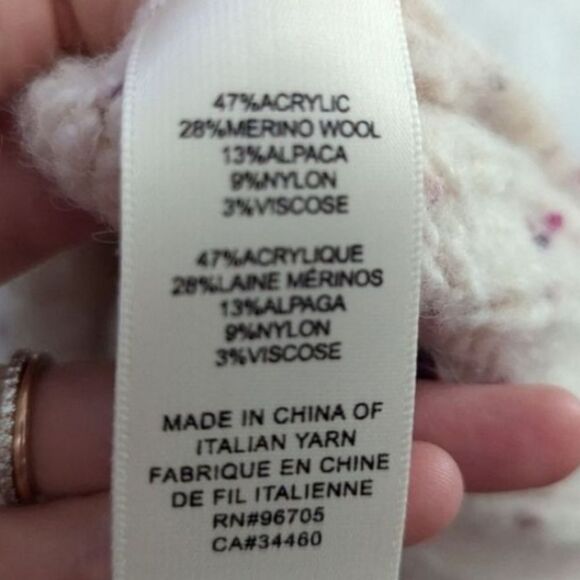 47%ACRYLIC
28%MERINO WOOL
13%ALPACA
9%NYLON
3%VISCOSE
47%ACRYLIQUE
28%LAINE MÉRINOS
13%ALPAGA
9%NYLON
3%VISCOSE
MADE IN CHINA OF
ITALIAN YARN
FABRIQUE EN CHINE
DE FIL ITALIENNE
RN#96705
CA#34460